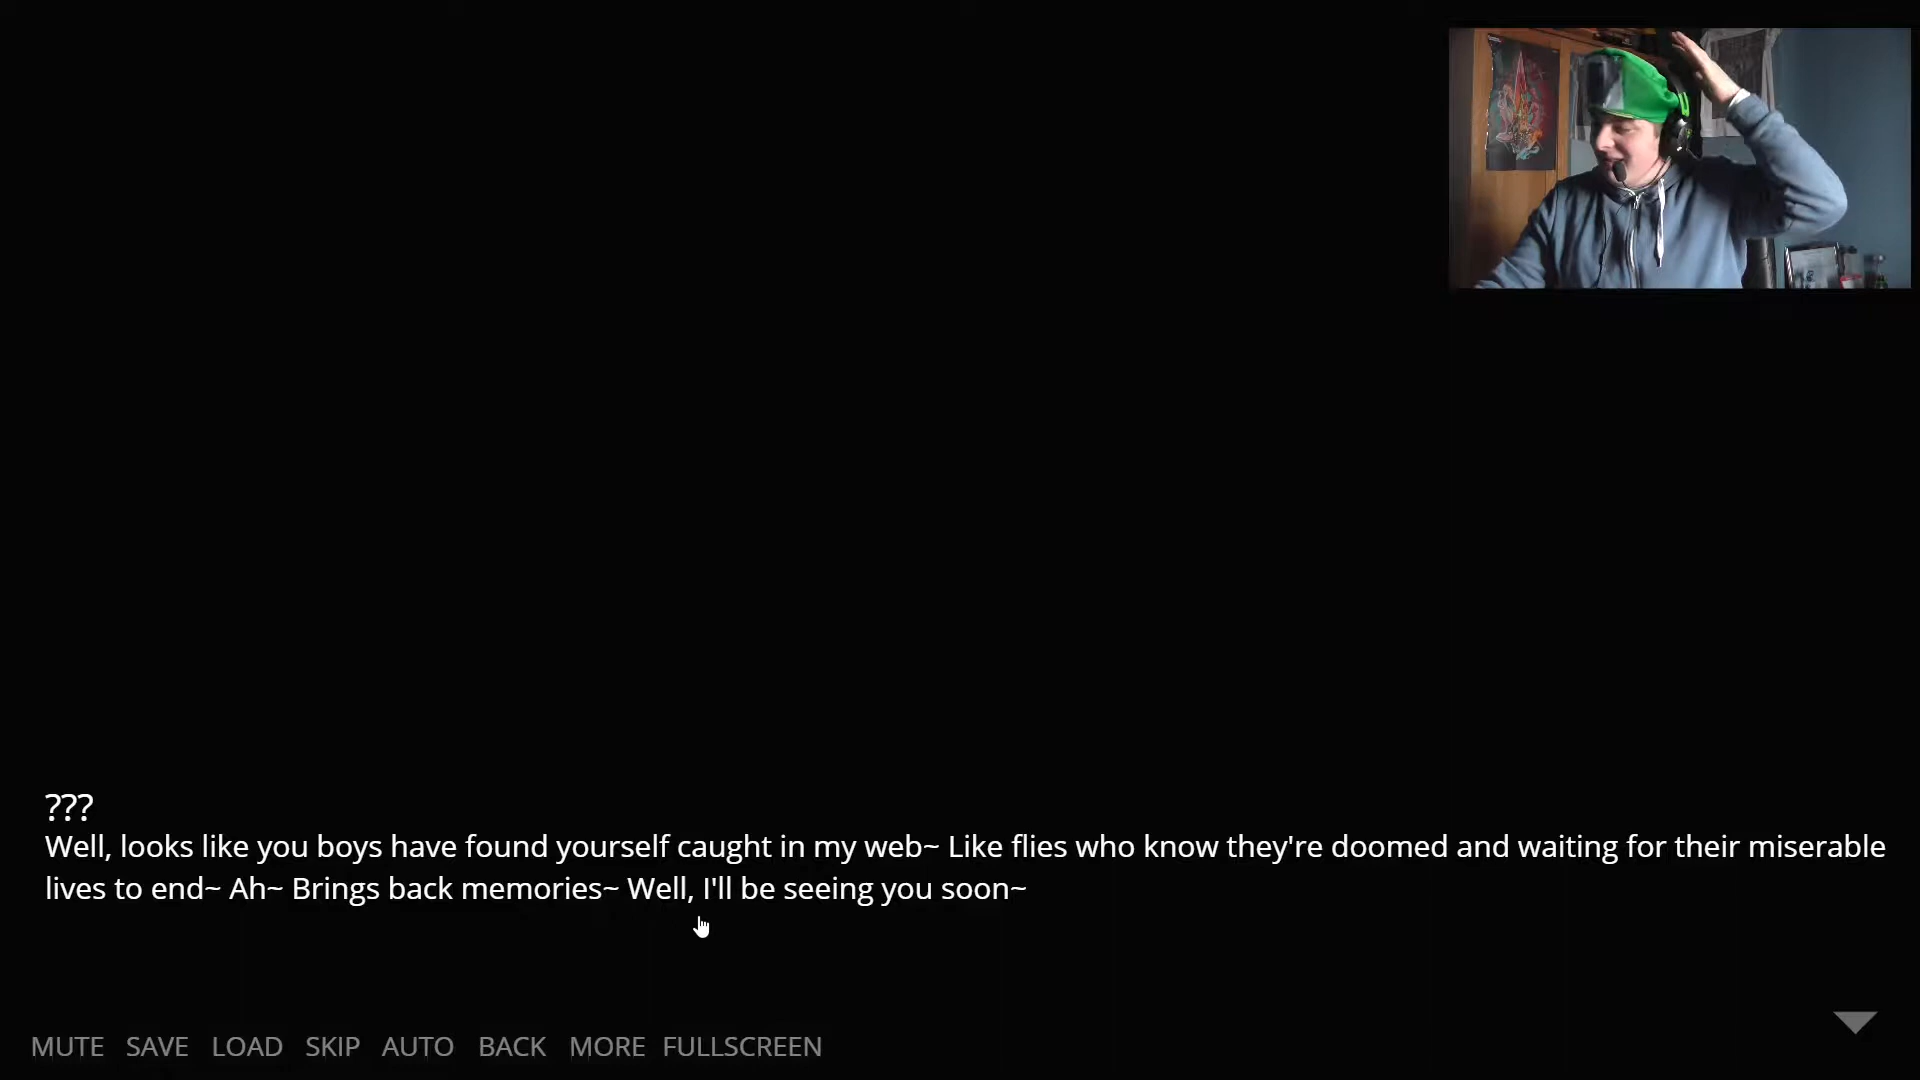 ???
Well, looks like you boys have found yourself caught in my web~ Like flies who know they're doomed and waiting for their miserable
lives to end~ Ah~ Brings back memories~ Well, I'll be seeing you soon~
MUTE SAVE LOAD SKIP AUTO BACK MORE FULLSCREEN